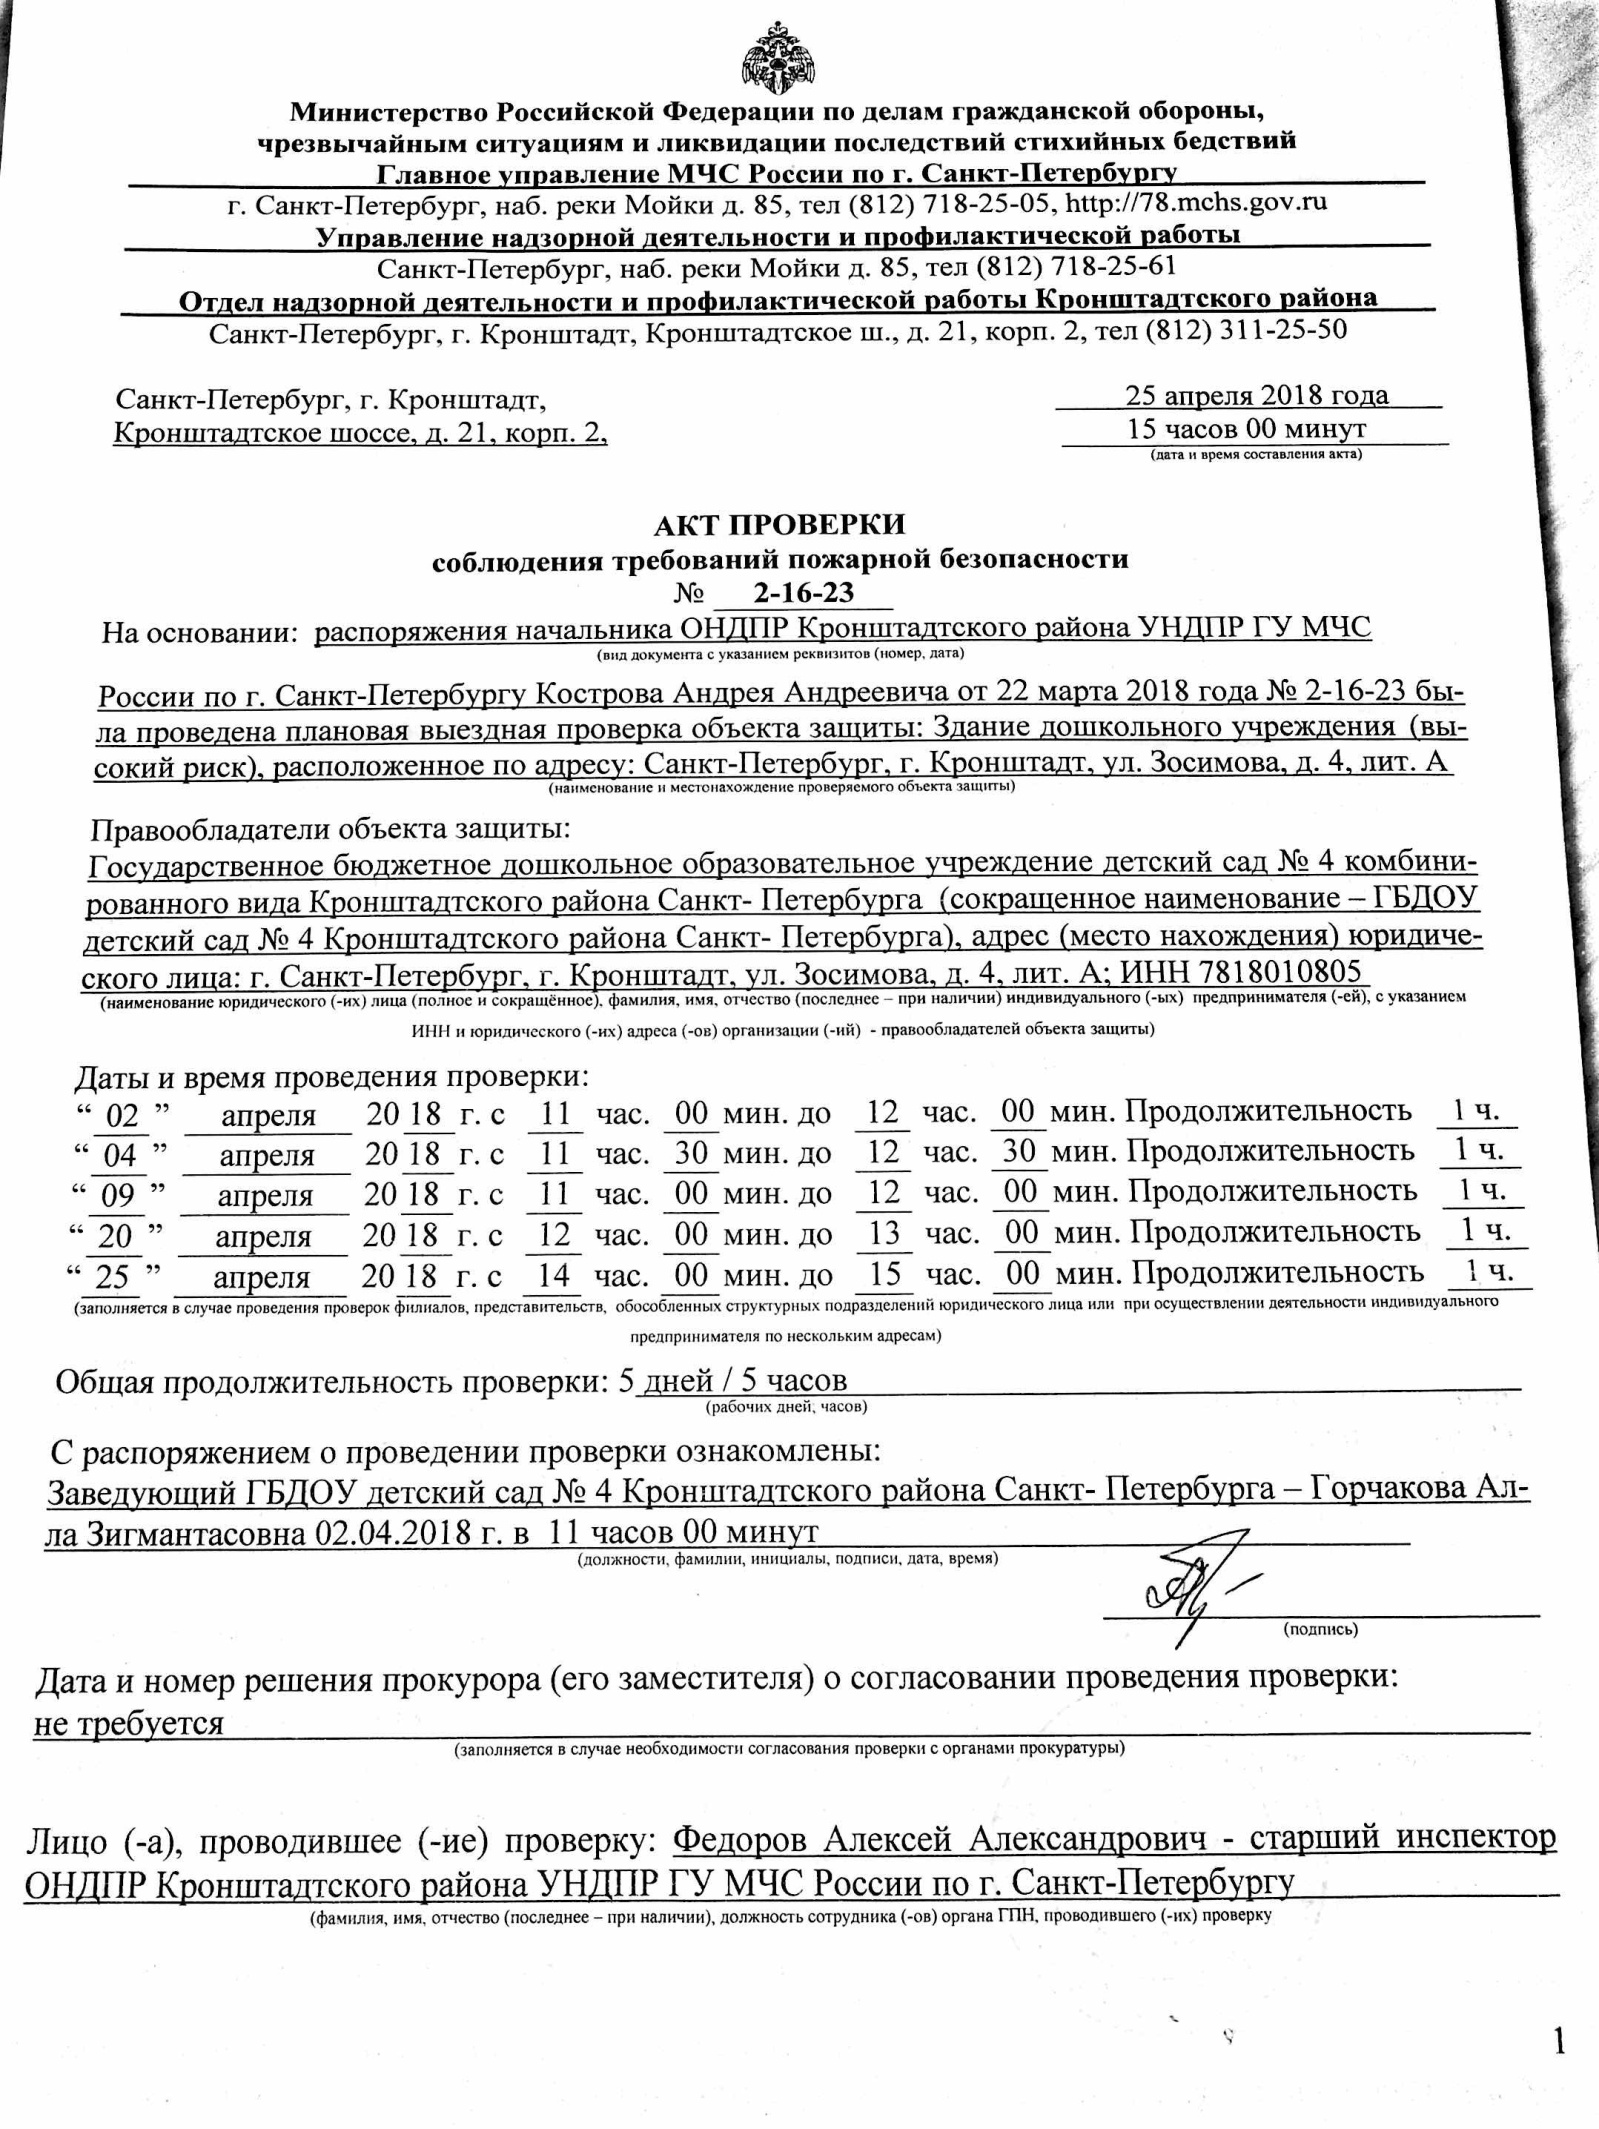 Министерство Российской Федерации по делам гражданской обороны,
чрезвычайным ситуациям и ликвидации последствий стихийных бедствий
Главное управление МЧС России по г. Санкт-Петербургу
г. Санкт-Петербург, наб. реки Мойки д. 85, тел (812) 718-25-05, http://78.mchs.gov.ru
Управление надзорной деятельности и профилактической работы
Санкт-Петербург, наб. реки Мойки д. 85, тел (812) 718-25-61
Отдел надзорной деятельности и профилактической работы Кронштадтского района
Санкт-Петербург, г. Кронштадт, Кронштадтское ш., д. 21, корп. 2, тел (812) 311-25-50
Санкт-Петербург, г. Кронштадт,
Кронштадтское шоссе, д. 21, корп. 2,
25 апреля 2018 года
15 часов 00 минут
(дата и время составления акта)
АКТ ПРОВЕРКИ
соблюдения требований пожарной безопасности
№ 2-16-23
На основании: распоряжения начальника ОНДПР Кронштадтского района УНДПР ГУ МЧС
(вид документа с указанием реквизитов (номер, дата)
России по г. Санкт-Петербургу Кострова Андрея Андреевича от 22 марта 2018 года № 2-16-23 бы-
ла проведена плановая выездная проверка объекта защиты: Здание дошкольного учреждения (вы-
сокий риск), расположенное по адресу: Санкт-Петербург, г. Кронштадт, ул. Зосимова, д. 4, лит. А
(наименование и местонахождение проверяемого объекта защиты)
Правообладатели объекта защиты:
Государственное бюджетное дошкольное образовательное учреждение детский сад № 4 комбини-
рованного вида Кронштадтского района Санкт- Петербурга (сокращенное наименование – ГБДОУ
детский сад № 4 Кронштадтского района Санкт- Петербурга), адрес (место нахождения) юридиче-
ского лица: г. Санкт-Петербург, г. Кронштадт, ул. Зосимова, д. 4, лит. А; ИНН 7818010805
(наименование юридического (-их) лица (полное и сокращённое), фамилия, имя, отчество (последнее – при наличии) индивидуального (-ых) предпринимателя (-ей), с указанием
ИНН и юридического (-их) адреса (-ов) организации (-ий) - правообладателей объекта защиты)
Даты и время проведения проверки:
“ 02 ” апреля 20 18 г. с 11 час. 00 мин. до 12 час. 00 мин. Продолжительность 1 ч.
“ 04 ” апреля 20 18 г. с 11 час. 30 мин. до 12 час. 30 мин. Продолжительность 1 ч.
“ 09 ” апреля 20 18 г. с 11 час. 00 мин. до 12 час. 00 мин. Продолжительность 1 ч.
“ 20 ” апреля 20 18 г. с 12 час. 00 мин. до 13 час. 00 мин. Продолжительность 1 ч.
“ 25 ” апреля 20 18 г. с 14 час. 00 мин. до 15 час. 00 мин. Продолжительность 1 ч.
(заполняется в случае проведения проверок филиалов, представительств, обособленных структурных подразделений юридического лица или при осуществлении деятельности индивидуального
предпринимателя по нескольким адресам)
Общая продолжительность проверки: 5 дней / 5 часов
(рабочих дней, часов)
С распоряжением о проведении проверки ознакомлены:
Заведующий ГБДОУ детский сад № 4 Кронштадтского района Санкт- Петербурга – Горчакова Ал-
ла Зигмантасовна 02.04.2018 г. в 11 часов 00 минут
(должности, фамилии, инициалы, подписи, дата, время)
(подпись)
Дата и номер решения прокурора (его заместителя) о согласовании проведения проверки:
не требуется
(заполняется в случае необходимости согласования проверки с органами прокуратуры)
Лицо (-а), проводившее (-ие) проверку: Федоров Алексей Александрович - старший инспектор
ОНДПР Кронштадтского района УНДПР ГУ МЧС России по г. Санкт-Петербургу
(фамилия, имя, отчество (последнее – при наличии), должность сотрудника (-ов) органа ГПН, проводившего (-их) проверку
1